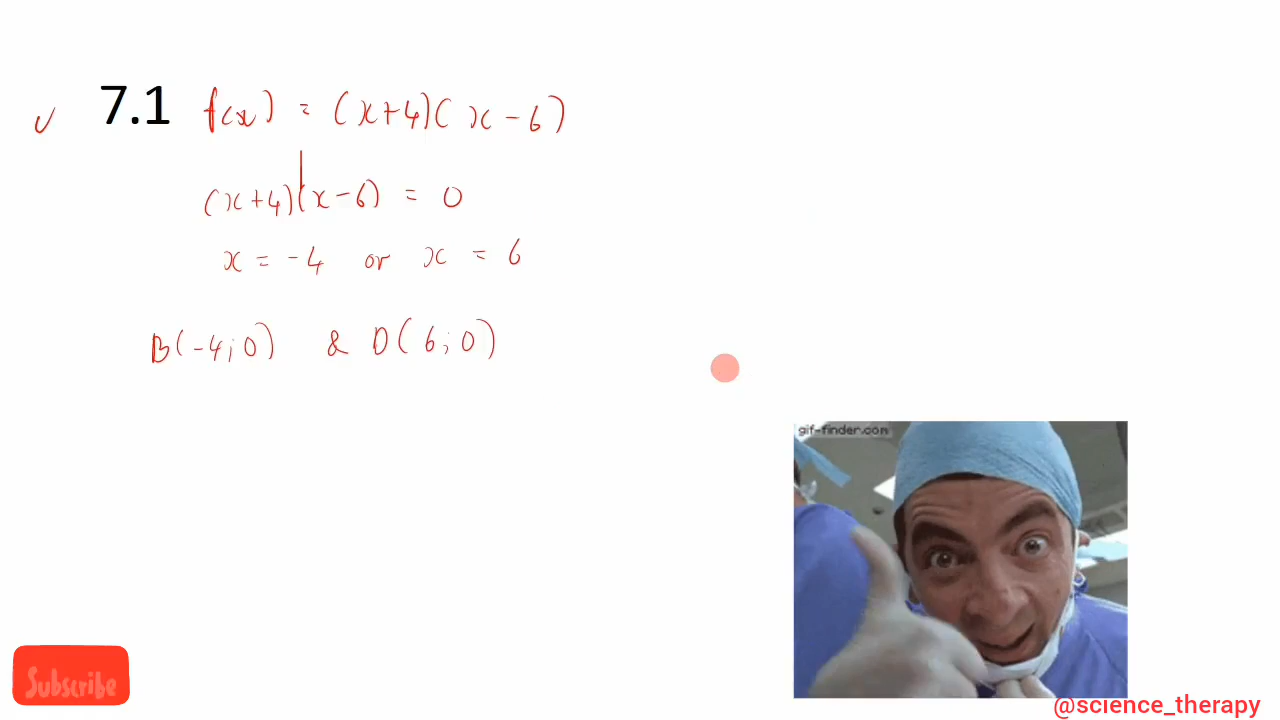 7.1 f(x) = (x+4)(x-6)
(x+4)(x-6) = 0
x = -4 or x = 6
B(-4;0) & D(6;0)
gif-finder.com
Subscribe
@science_therapy